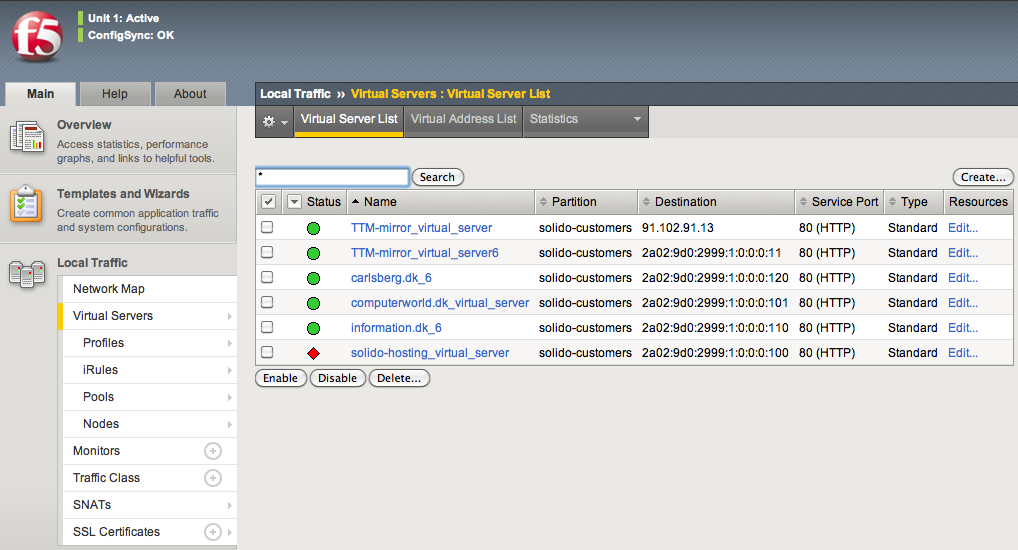 f5
Unit 1: Active
ConfigSync: OK
Main Help About
Overview
Access statistics, performance
graphs, and links to helpful tools.
Templates and Wizards
Create common application traffic
and system configurations.
Local Traffic
Network Map
Virtual Servers
Profiles
iRules
Pools
Nodes
Monitors
Traffic Class
SNATs
SSL Certificates
Local Traffic ›› Virtual Servers : Virtual Server List
Virtual Server List Virtual Address List Statistics
* Search Create...
Status Name Partition Destination Service Port Type Resources
TTM-mirror_virtual_server solido-customers 91.102.91.13 80 (HTTP) Standard Edit...
TTM-mirror_virtual_server6 solido-customers 2a02:9d0:2999:1:0:0:0:11 80 (HTTP) Standard Edit...
carlsberg.dk_6 solido-customers 2a02:9d0:2999:1:0:0:0:120 80 (HTTP) Standard Edit...
computerworld.dk_virtual_server solido-customers 2a02:9d0:2999:1:0:0:0:101 80 (HTTP) Standard Edit...
information.dk_6 solido-customers 2a02:9d0:2999:1:0:0:0:110 80 (HTTP) Standard Edit...
solido-hosting_virtual_server solido-customers 2a02:9d0:2999:1:0:0:0:100 80 (HTTP) Standard Edit...
Enable Disable Delete...